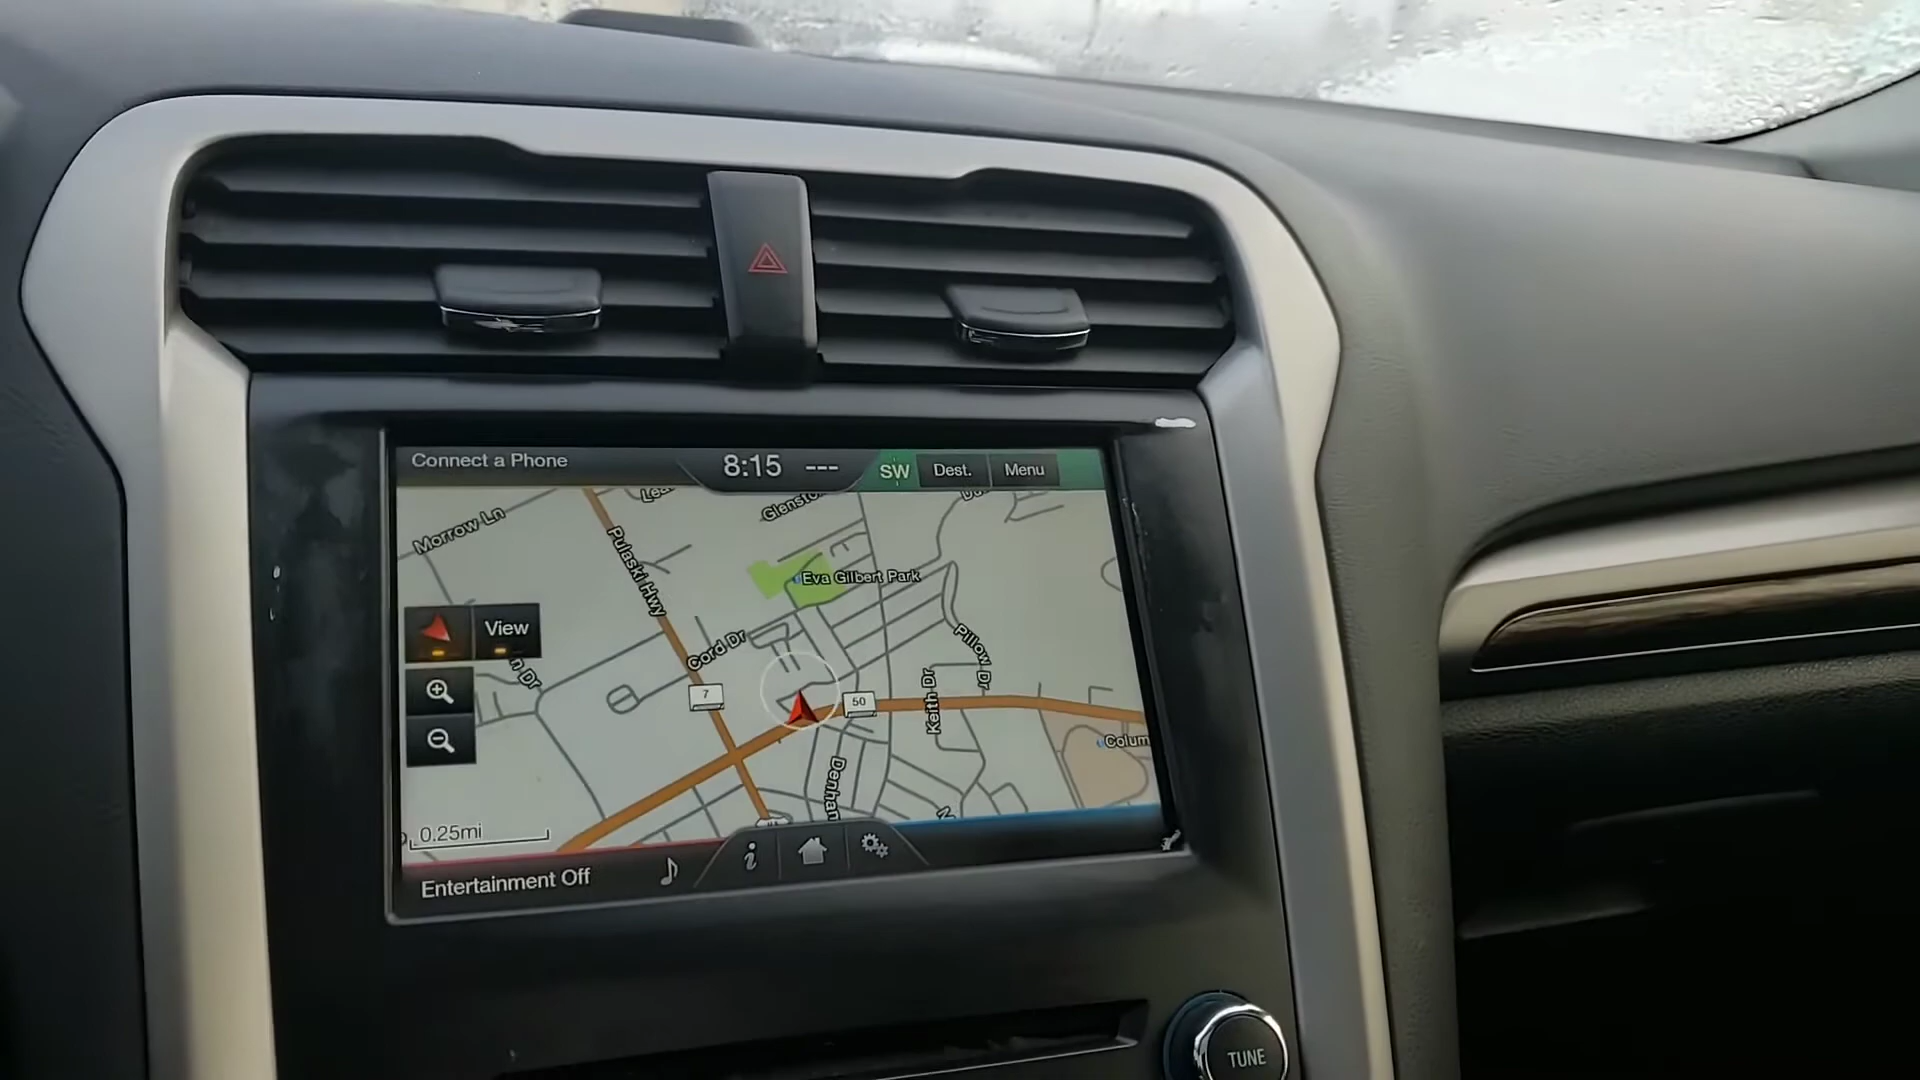 Connect a Phone
8:15
---
SW
Dest.
Menu
Morrow Ln
Pulaski Hwy
Eva Gilbert Park
View
Cord Dr
Pillow Dr
Keith Dr
7
50
Colum
Denham
0.25mi
Entertainment Off
TUNE